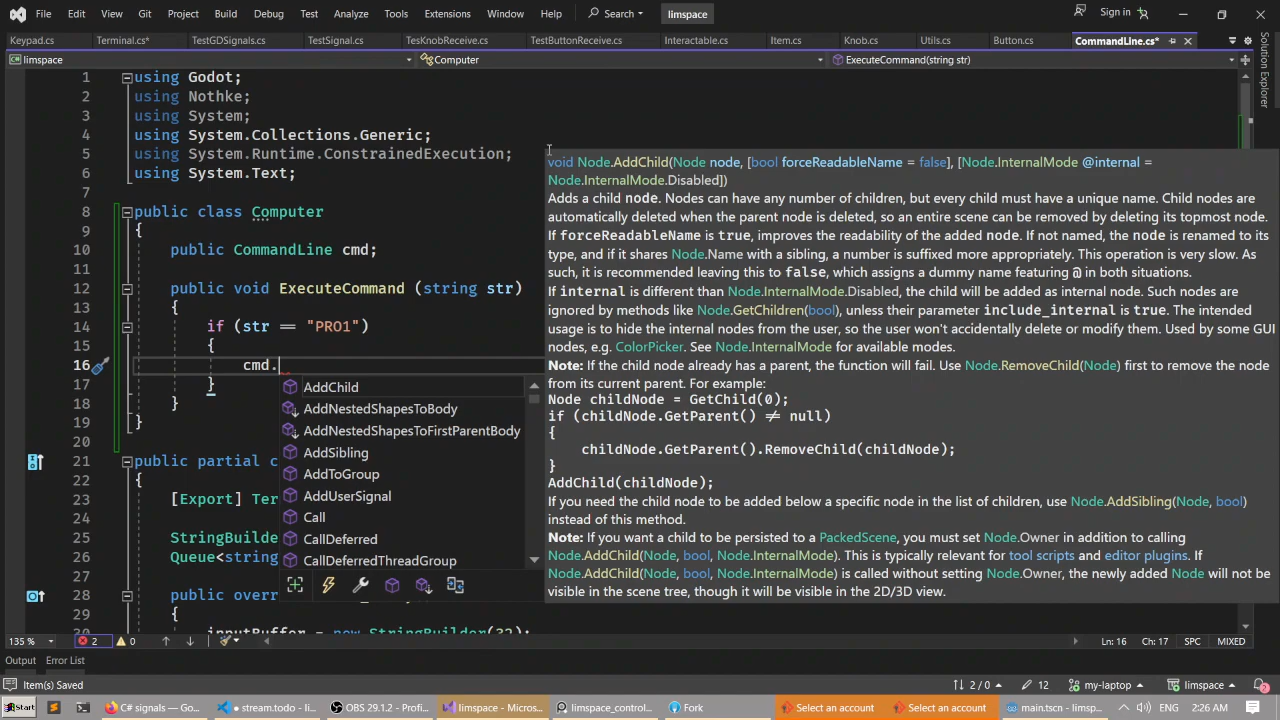 File Edit View Git Project Build Debug Test Analyze Tools Extensions Window Help Search limspace Sign in
Keypad.cs Terminal.cs* TestGDSignals.cs TestSignal.cs TesKnobReceive.cs TestButtonReceive.cs Interactable.cs Item.cs Knob.cs Utils.cs Button.cs CommandLine.cs*
limspace Computer ExecuteCommand(string str)
1 using Godot;
2 using Nothke;
3 using System;
4 using System.Collections.Generic;
5 using System.Runtime.ConstrainedExecution;
6 using System.Text;
7
8 public class Computer
9 {
10 public CommandLine cmd;
11
12 public void ExecuteCommand (string str)
13 {
14 if (str == "PRO1")
15 {
16 cmd.
17 }
18 }
19 }
20
21 public partial c
22 {
23 [Export] Ter
24
25 StringBuilde
26 Queue<string
27
28 public overr
29 {
30 inputBuffer = new StringBuilder(32);
AddChild
AddNestedShapesToBody
AddNestedShapesToFirstParentBody
AddSibling
AddToGroup
AddUserSignal
Call
CallDeferred
CallDeferredThreadGroup
void Node.AddChild(Node node, [bool forceReadableName = false], [Node.InternalMode @internal =
Node.InternalMode.Disabled])
Adds a child node. Nodes can have any number of children, but every child must have a unique name. Child nodes are
automatically deleted when the parent node is deleted, so an entire scene can be removed by deleting its topmost node.
If forceReadableName is true, improves the readability of the added node. If not named, the node is renamed to its
type, and if it shares Node.Name with a sibling, a number is suffixed more appropriately. This operation is very slow. As
such, it is recommended leaving this to false, which assigns a dummy name featuring @ in both situations.
If internal is different than Node.InternalMode.Disabled, the child will be added as internal node. Such nodes are
ignored by methods like Node.GetChildren(bool), unless their parameter include_internal is true. The intended
usage is to hide the internal nodes from the user, so the user won't accidentally delete or modify them. Used by some GUI
nodes, e.g. ColorPicker. See Node.InternalMode for available modes.
Note: If the child node already has a parent, the function will fail. Use Node.RemoveChild(Node) first to remove the node
from its current parent. For example:
Node childNode = GetChild(0);
if (childNode.GetParent() ≠ null)
{
childNode.GetParent().RemoveChild(childNode);
}
AddChild(childNode);
If you need the child node to be added below a specific node in the list of children, use Node.AddSibling(Node, bool)
instead of this method.
Note: If you want a child to be persisted to a PackedScene, you must set Node.Owner in addition to calling
Node.AddChild(Node, bool, Node.InternalMode). This is typically relevant for tool scripts and editor plugins. If
Node.AddChild(Node, bool, Node.InternalMode) is called without setting Node.Owner, the newly added Node will not be
visible in the scene tree, though it will be visible in the 2D/3D view.
Solution Explorer
135 % 2 0 Ln: 16 Ch: 17 SPC MIXED
Output Error List
Item(s) Saved 2 / 0 12 my-laptop limspace 2
Start C# signals — Go... ● stream.todo – li... OBS 29.1.2 - Profi... limspace - Micros... limspace_control... Fork Select an account Select an account main.tscn - limsp... ENG 2:26 AM